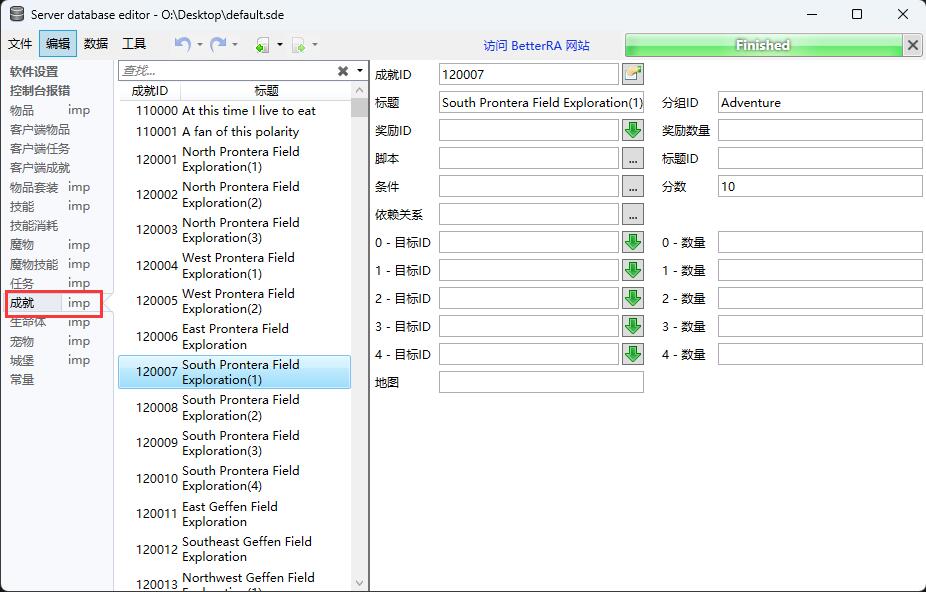 Server database editor - O:\Desktop\default.sde
文件 编辑 数据 工具 访问 BetterRA 网站 Finished
软件设置
控制台报错
物品 imp
客户端物品
客户端任务
客户端成就
物品套装 imp
技能 imp
技能消耗
魔物 imp
魔物技能 imp
任务 imp
成就 imp
生命体 imp
宠物 imp
城堡 imp
常量
查找...
成就ID 标题
110000 At this time I live to eat
110001 A fan of this polarity
120001 North Prontera Field
Exploration(1)
120002 North Prontera Field
Exploration(2)
120003 North Prontera Field
Exploration(3)
120004 West Prontera Field
Exploration(1)
120005 West Prontera Field
Exploration(2)
120006 East Prontera Field
Exploration
120007 South Prontera Field
Exploration(1)
120008 South Prontera Field
Exploration(2)
120009 South Prontera Field
Exploration(3)
120010 South Prontera Field
Exploration(4)
120011 East Geffen Field
Exploration
120012 Southeast Geffen Field
Exploration
120013 Northwest Geffen Field
成就ID 120007
标题 South Prontera Field Exploration(1) 分组ID Adventure
奖励ID 奖励数量
脚本 ... 标题ID
条件 ... 分数 10
依赖关系 ...
0 - 目标ID 0 - 数量
1 - 目标ID 1 - 数量
2 - 目标ID 2 - 数量
3 - 目标ID 3 - 数量
4 - 目标ID 4 - 数量
地图